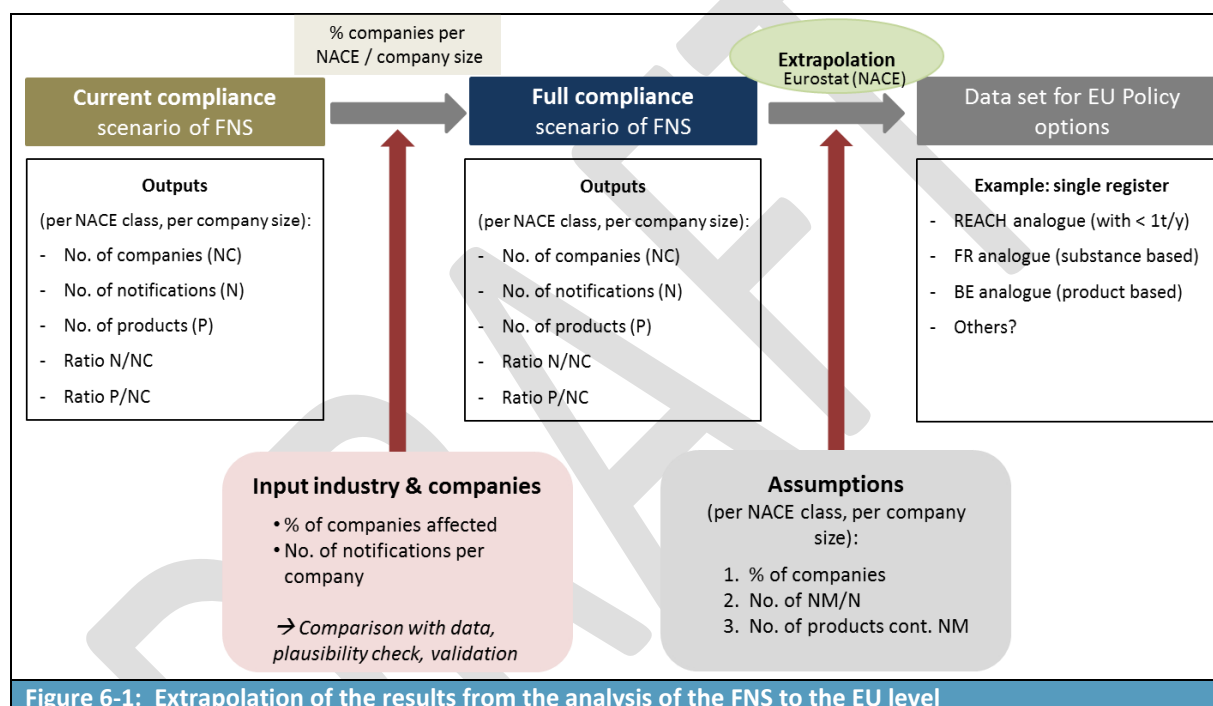 % companies per
NACE / company size
Extrapolation
Eurostat (NACE)
Current compliance
scenario of FNS
Full compliance
scenario of FNS
Data set for EU Policy
options
Outputs
(per NACE class, per company size):
- No. of companies (NC)
- No. of notifications (N)
- No. of products (P)
- Ratio N/NC
- Ratio P/NC
Outputs
(per NACE class, per company size):
- No. of companies (NC)
- No. of notifications (N)
- No. of products (P)
- Ratio N/NC
- Ratio P/NC
Example: single register
- REACH analogue (with < 1t/y)
- FR analogue (substance based)
- BE analogue (product based)
- Others?
Input industry & companies
• % of companies affected
• No. of notifications per
company
→ Comparison with data,
plausibility check, validation
Assumptions
(per NACE class, per company
size):
1. % of companies
2. No. of NM/N
3. No. of products cont. NM
DRAFT
Figure 6-1: Extrapolation of the results from the analysis of the FNS to the EU level